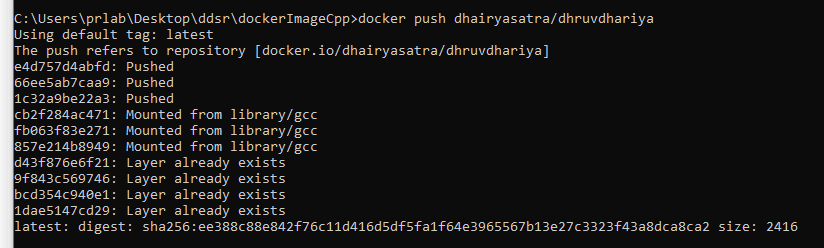 C:\Users\prlab\Desktop\ddsr\dockerImageCpp>docker push dhairyasatra/dhruvdhariya
Using default tag: latest
The push refers to repository [docker.io/dhairyasatra/dhruvdhariya]
e4d757d4abfd: Pushed
66ee5ab7caa9: Pushed
1c32a9be22a3: Pushed
cb2f284ac471: Mounted from library/gcc
fb063f83e271: Mounted from library/gcc
857e214b8949: Mounted from library/gcc
d43f876e6f21: Layer already exists
9f843c569746: Layer already exists
bcd354c940e1: Layer already exists
1dae5147cd29: Layer already exists
latest: digest: sha256:ee388c88e842f76c11d416d5df5fa1f64e3965567b13e27c3323f43a8dca8ca2 size: 2416